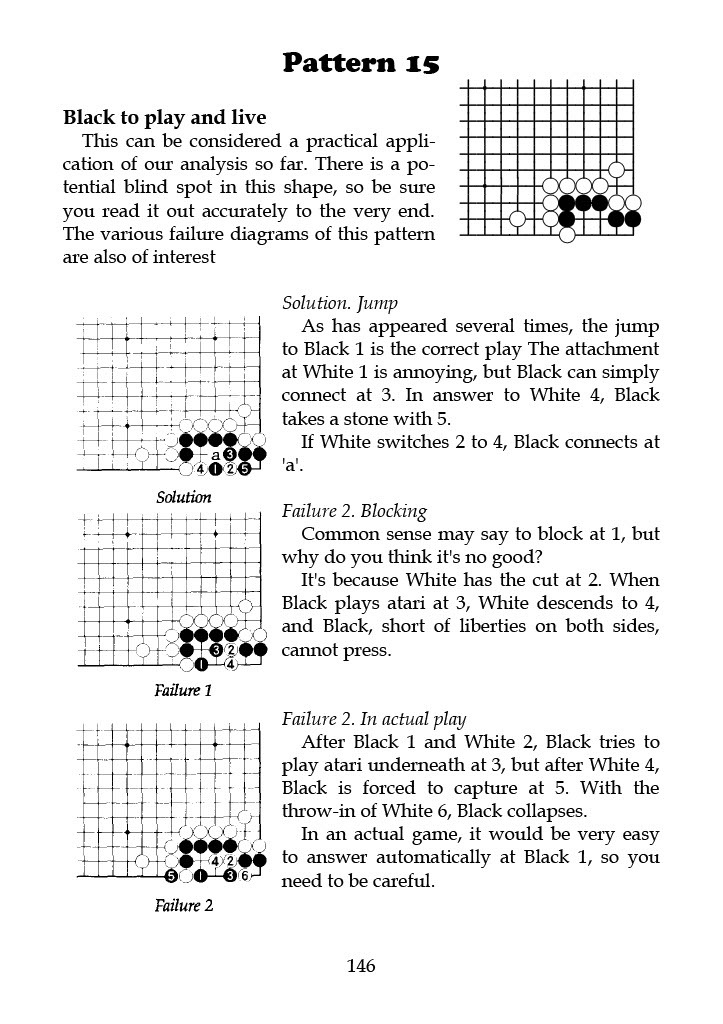 Pattern 15
Black to play and live
This can be considered a practical appli-
cation of our analysis so far. There is a po-
tential blind spot in this shape, so be sure
you read it out accurately to the very end.
The various failure diagrams of this pattern
are also of interest
Solution. Jump
As has appeared several times, the jump
to Black 1 is the correct play The attachment
at White 1 is annoying, but Black can simply
connect at 3. In answer to White 4, Black
takes a stone with 5.
If White switches 2 to 4, Black connects at
'a'.
a 3
4 1 2 5
Solution
Failure 2. Blocking
Common sense may say to block at 1, but
why do you think it's no good?
It's because White has the cut at 2. When
Black plays atari at 3, White descends to 4,
and Black, short of liberties on both sides,
cannot press.
3 2
1 4
Failure 1
Failure 2. In actual play
After Black 1 and White 2, Black tries to
play atari underneath at 3, but after White 4,
Black is forced to capture at 5. With the
throw-in of White 6, Black collapses.
In an actual game, it would be very easy
to answer automatically at Black 1, so you
need to be careful.
4 2
5 1 3 6
Failure 2
146